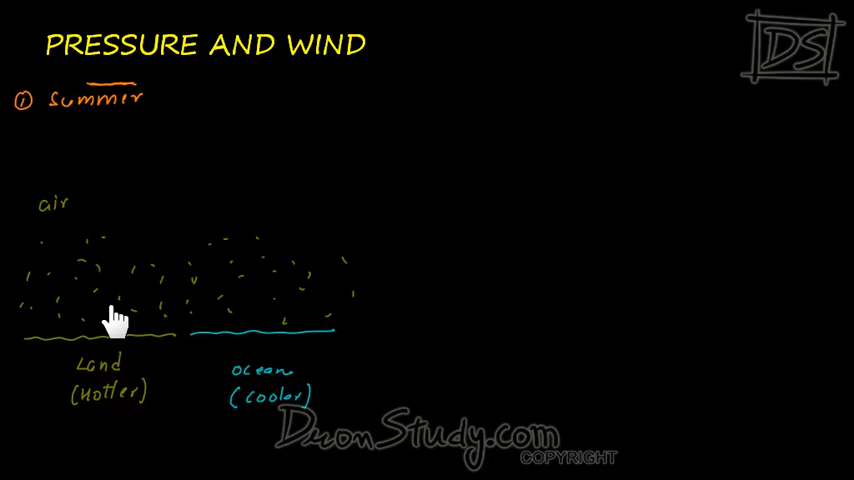 PRESSURE AND WIND
DS
① Summer
air
Land
(Hotter)
Ocean
(Cooler)
DronStudy.com
COPYRIGHT